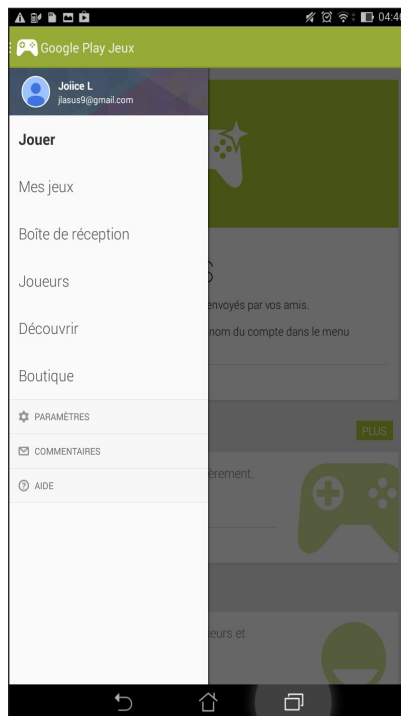 04:46
Google Play Jeux
Joiice L
jlasus9@gmail.com
Jouer
Mes jeux
Boîte de réception
Joueurs
Découvrir
Boutique
PARAMÈTRES
COMMENTAIRES
AIDE
envoyés par vos amis.
nom du compte dans le menu
PLUS
èrement.
eurs et